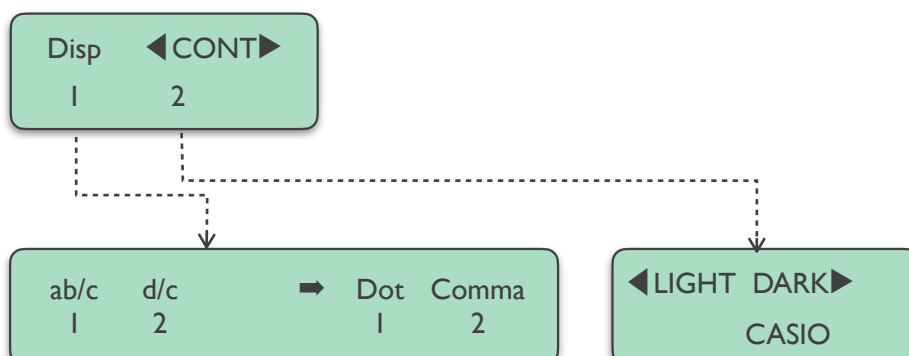 Disp ◀CONT▶
1 2
ab/c d/c ➡ Dot Comma
1 2 1 2
◀LIGHT DARK▶
CASIO